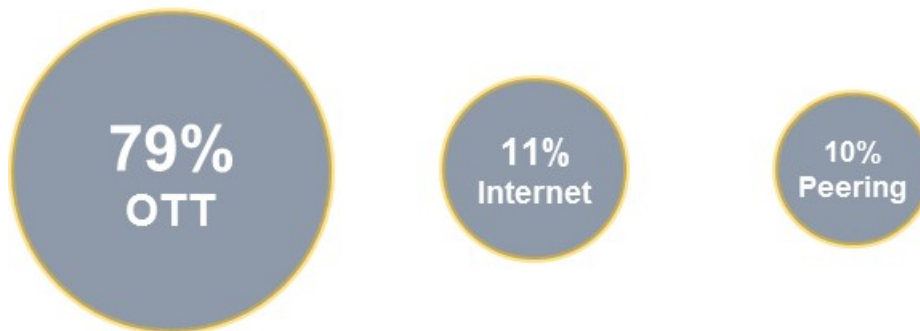 79%
OTT
11%
Internet
10%
Peering